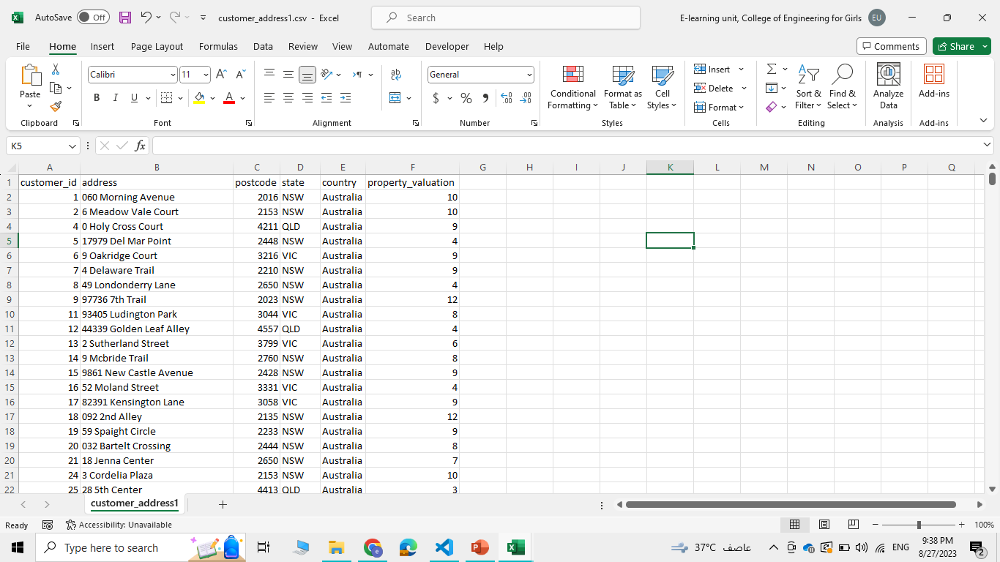 AutoSave Off customer_address1.csv - Excel Search E-learning unit, College of Engineering for Girls EU
File Home Insert Page Layout Formulas Data Review View Automate Developer Help Comments Share
Paste Calibri 11 General Conditional Formatting Format as Table Cell Styles Insert Delete Format Sort & Filter Find & Select Analyze Data Add-ins
Clipboard Font Alignment Number Styles Cells Editing Analysis Add-ins
K5 fx
A B C D E F G H I J K L M N O P Q
1 customer_id address postcode state country property_valuation
2 1 060 Morning Avenue 2016 NSW Australia 10
3 2 6 Meadow Vale Court 2153 NSW Australia 10
4 4 0 Holy Cross Court 4211 QLD Australia 9
5 5 17979 Del Mar Point 2448 NSW Australia 4
6 6 9 Oakridge Court 3216 VIC Australia 9
7 7 4 Delaware Trail 2210 NSW Australia 9
8 8 49 Londonderry Lane 2650 NSW Australia 4
9 9 97736 7th Trail 2023 NSW Australia 12
10 11 93405 Ludington Park 3044 VIC Australia 8
11 12 44339 Golden Leaf Alley 4557 QLD Australia 4
12 13 2 Sutherland Street 3799 VIC Australia 6
13 14 9 Mcbride Trail 2760 NSW Australia 8
14 15 9861 New Castle Avenue 2428 NSW Australia 9
15 16 52 Moland Street 3331 VIC Australia 4
16 17 82391 Kensington Lane 3058 VIC Australia 9
17 18 092 2nd Alley 2135 NSW Australia 12
18 19 59 Spaight Circle 2233 NSW Australia 9
19 20 032 Bartelt Crossing 2444 NSW Australia 8
20 21 18 Jenna Center 2650 NSW Australia 7
21 24 3 Cordelia Plaza 2153 NSW Australia 10
22 25 28 5th Center 4413 QLD Australia 3
customer_address1
Ready Accessibility: Unavailable 100%
Type here to search 37°C عاصف ENG 9:38 PM
8/27/2023 2